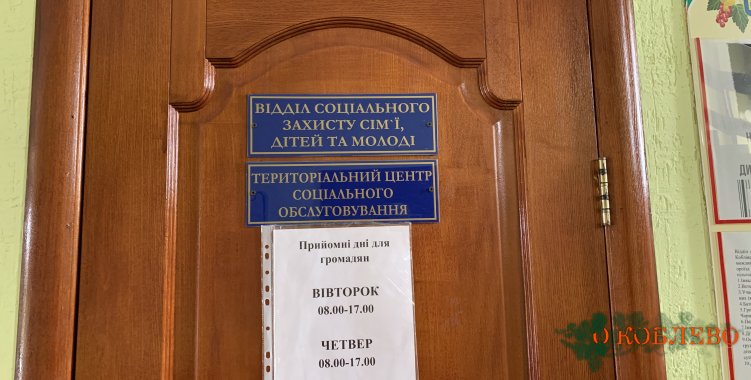 ВІДДІЛ СОЦІАЛЬНОГО
ЗАХИСТУ СІМ`Ї,
ДІТЕЙ ТА МОЛОДІ
ТЕРИТОРІАЛЬНИЙ ЦЕНТР
СОЦІАЛЬНОГО
ОБСЛУГОВУВАННЯ
Прийомні дні для
громадян
ВІВТОРОК
08.00-17.00
ЧЕТВЕР
08.00-17.00
О КОБЛЕВО